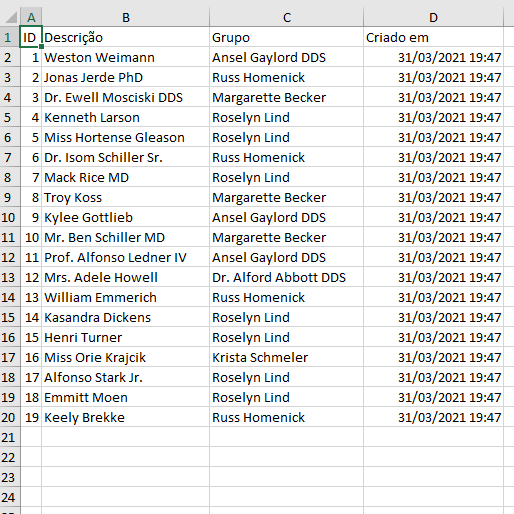 A B C D
1 ID Descrição Grupo Criado em
2 1 Weston Weimann Ansel Gaylord DDS 31/03/2021 19:47
3 2 Jonas Jerde PhD Russ Homenick 31/03/2021 19:47
4 3 Dr. Ewell Mosciski DDS Margarette Becker 31/03/2021 19:47
5 4 Kenneth Larson Roselyn Lind 31/03/2021 19:47
6 5 Miss Hortense Gleason Roselyn Lind 31/03/2021 19:47
7 6 Dr. Isom Schiller Sr. Russ Homenick 31/03/2021 19:47
8 7 Mack Rice MD Roselyn Lind 31/03/2021 19:47
9 8 Troy Koss Margarette Becker 31/03/2021 19:47
10 9 Kylee Gottlieb Ansel Gaylord DDS 31/03/2021 19:47
11 10 Mr. Ben Schiller MD Margarette Becker 31/03/2021 19:47
12 11 Prof. Alfonso Ledner IV Ansel Gaylord DDS 31/03/2021 19:47
13 12 Mrs. Adele Howell Dr. Alford Abbott DDS 31/03/2021 19:47
14 13 William Emmerich Russ Homenick 31/03/2021 19:47
15 14 Kasandra Dickens Roselyn Lind 31/03/2021 19:47
16 15 Henri Turner Roselyn Lind 31/03/2021 19:47
17 16 Miss Orie Krajcik Krista Schmeler 31/03/2021 19:47
18 17 Alfonso Stark Jr. Roselyn Lind 31/03/2021 19:47
19 18 Emmitt Moen Roselyn Lind 31/03/2021 19:47
20 19 Keely Brekke Russ Homenick 31/03/2021 19:47
21
22
23
24